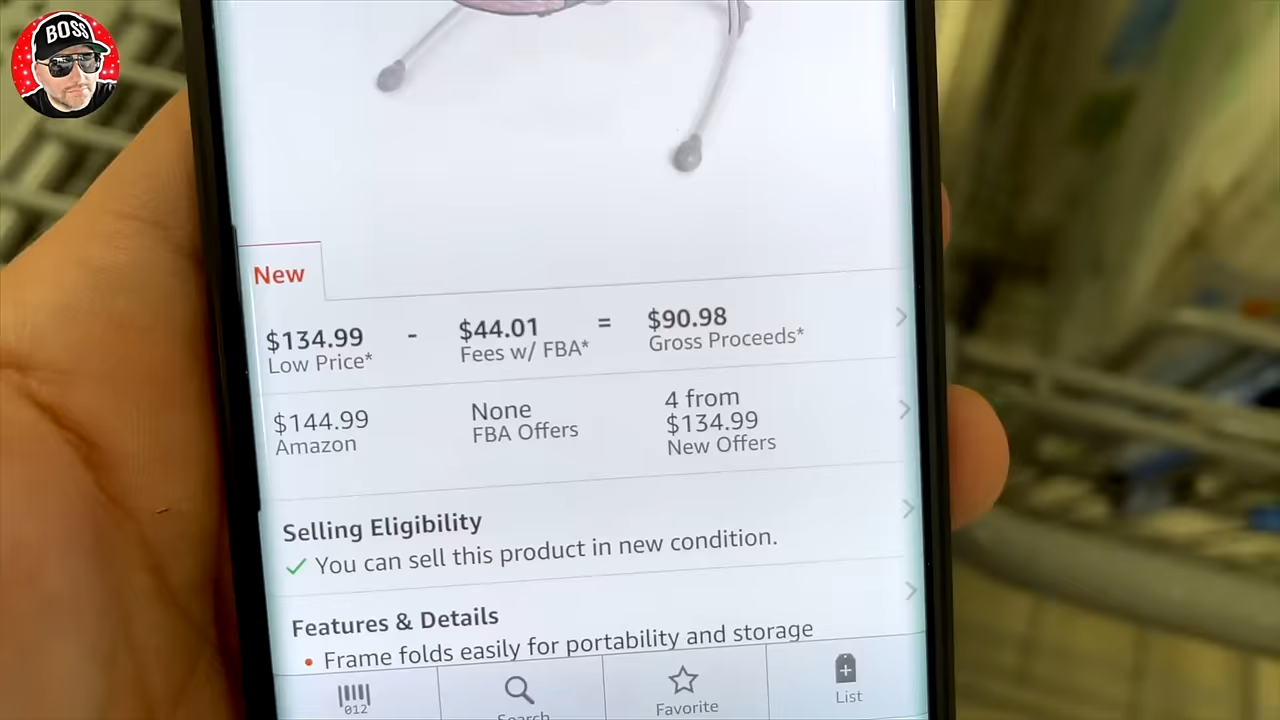 BOSS
New
$134.99 - $44.01 = $90.98
Low Price* Fees w/ FBA* Gross Proceeds*
$144.99 None 4 from
Amazon FBA Offers $134.99
New Offers
Selling Eligibility
✓ You can sell this product in new condition.
Features & Details
• Frame folds easily for portability and storage
012 Search Favorite List